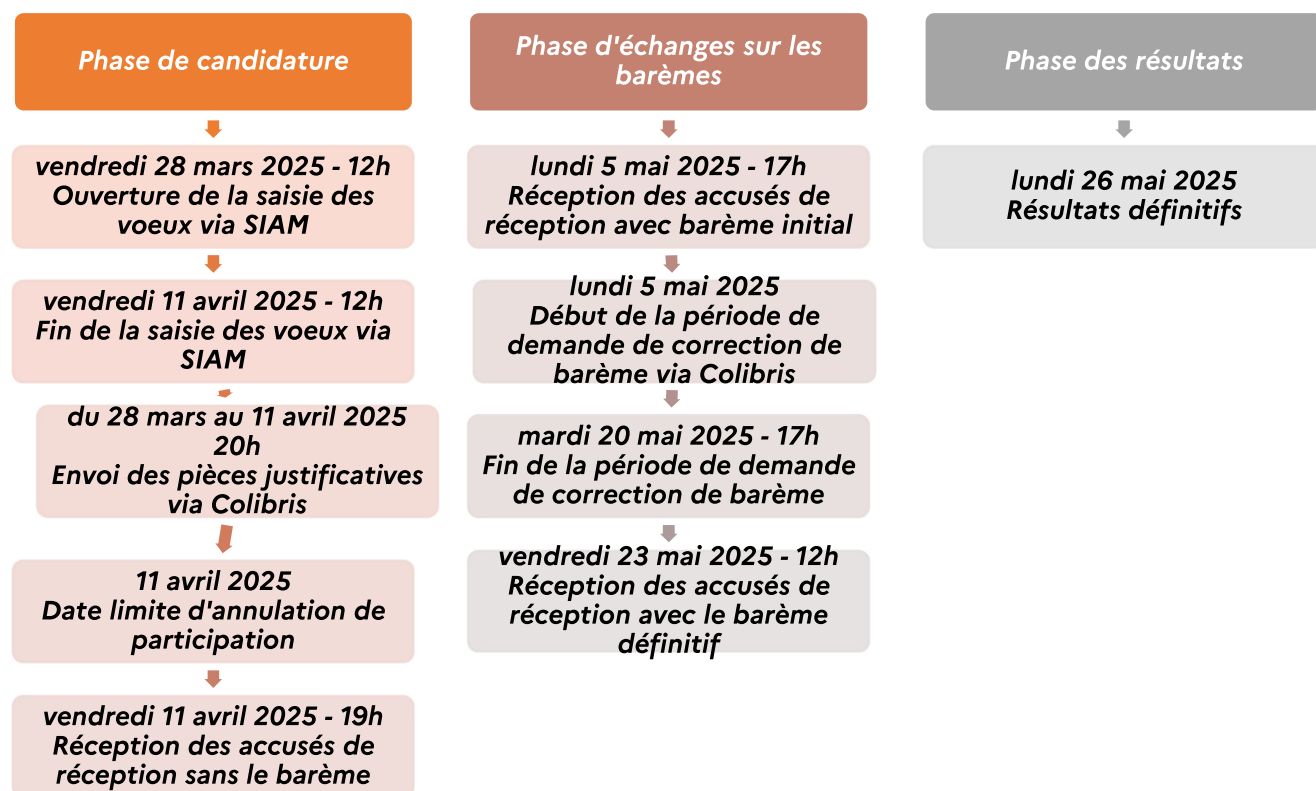 Phase de candidature
vendredi 28 mars 2025 - 12h
Ouverture de la saisie des
voeux via SIAM
vendredi 11 avril 2025 - 12h
Fin de la saisie des voeux via
SIAM
du 28 mars au 11 avril 2025
20h
Envoi des pièces justificatives
via Colibris
11 avril 2025
Date limite d'annulation de
participation
vendredi 11 avril 2025 - 19h
Réception des accusés de
réception sans le barème
Phase d'échanges sur les
barèmes
lundi 5 mai 2025 - 17h
Réception des accusés de
réception avec barème initial
lundi 5 mai 2025
Début de la période de
demande de correction de
barème via Colibris
mardi 20 mai 2025 - 17h
Fin de la période de demande
de correction de barème
vendredi 23 mai 2025 - 12h
Réception des accusés de
réception avec le barème
définitif
Phase des résultats
lundi 26 mai 2025
Résultats définitifs